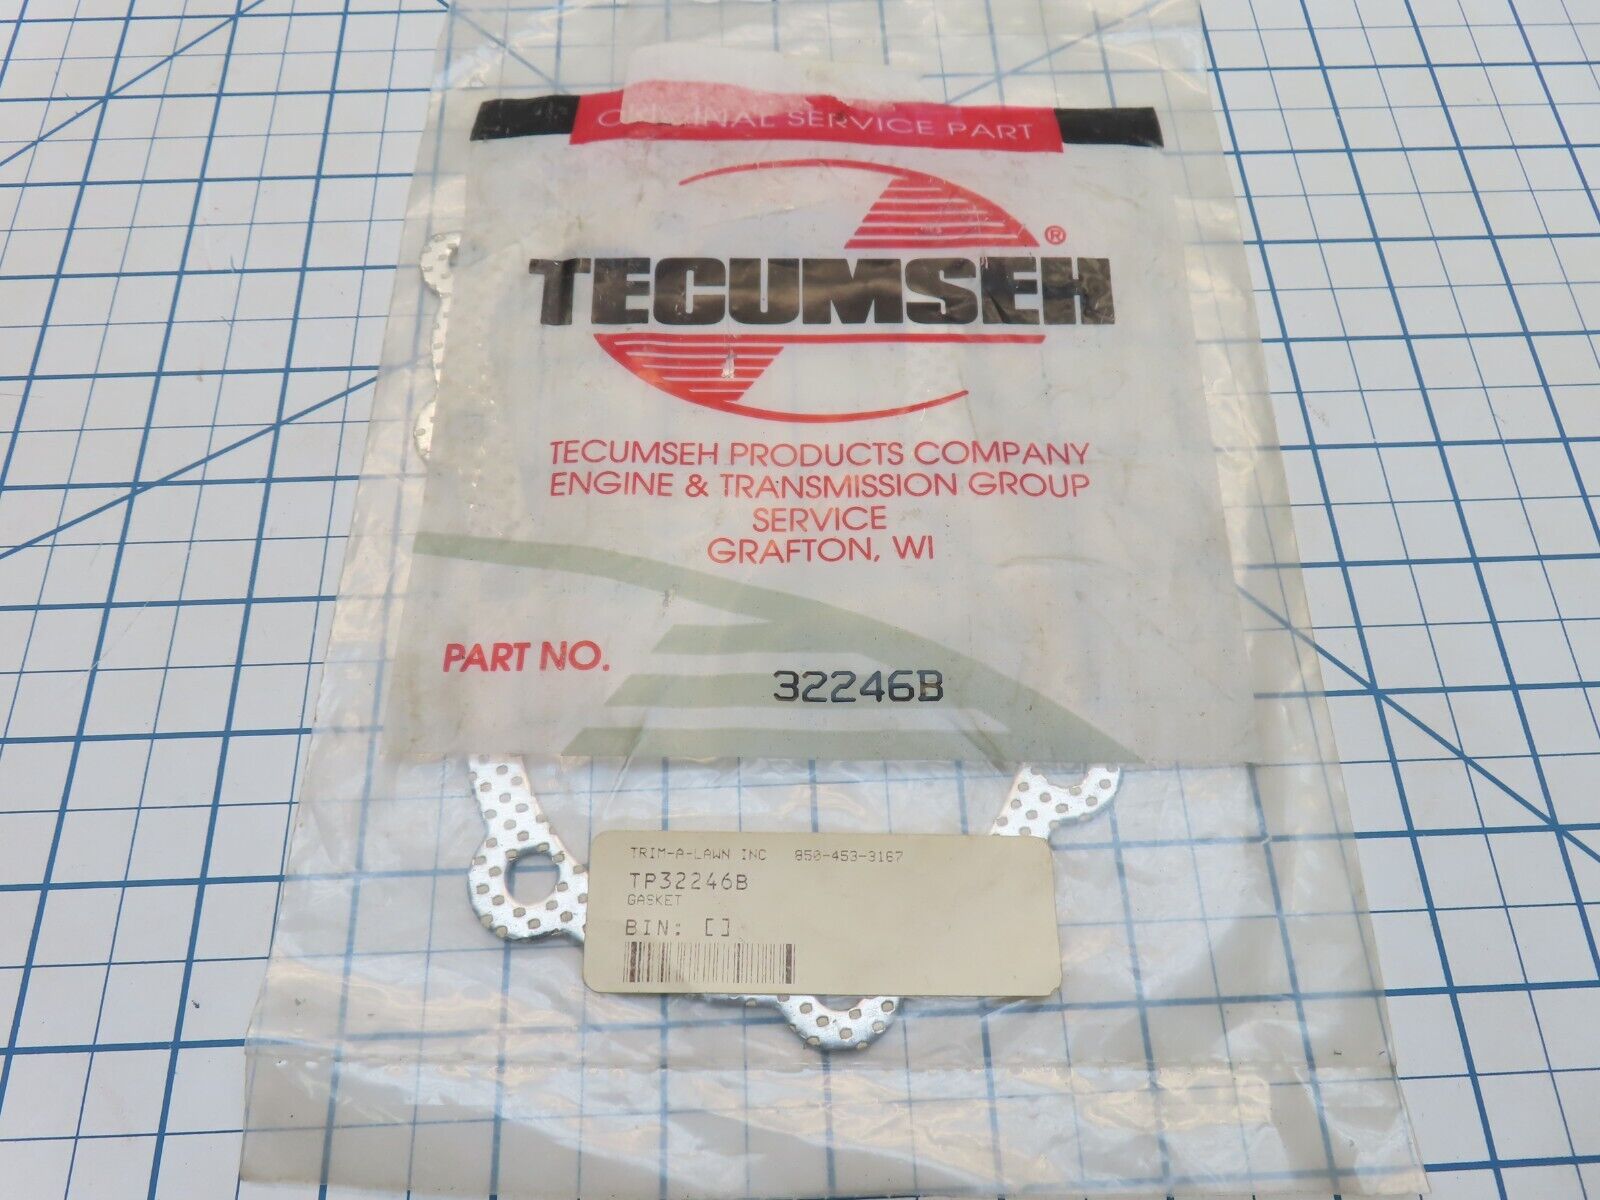 ORIGINAL SERVICE PART
TECUMSEH®
TECUMSEH PRODUCTS COMPANY
ENGINE & TRANSMISSION GROUP
SERVICE
GRAFTON, WI
PART NO.
32246B
TRIM-A-LAWN INC 850-453-3167
TP32246B
GASKET
BIN: []